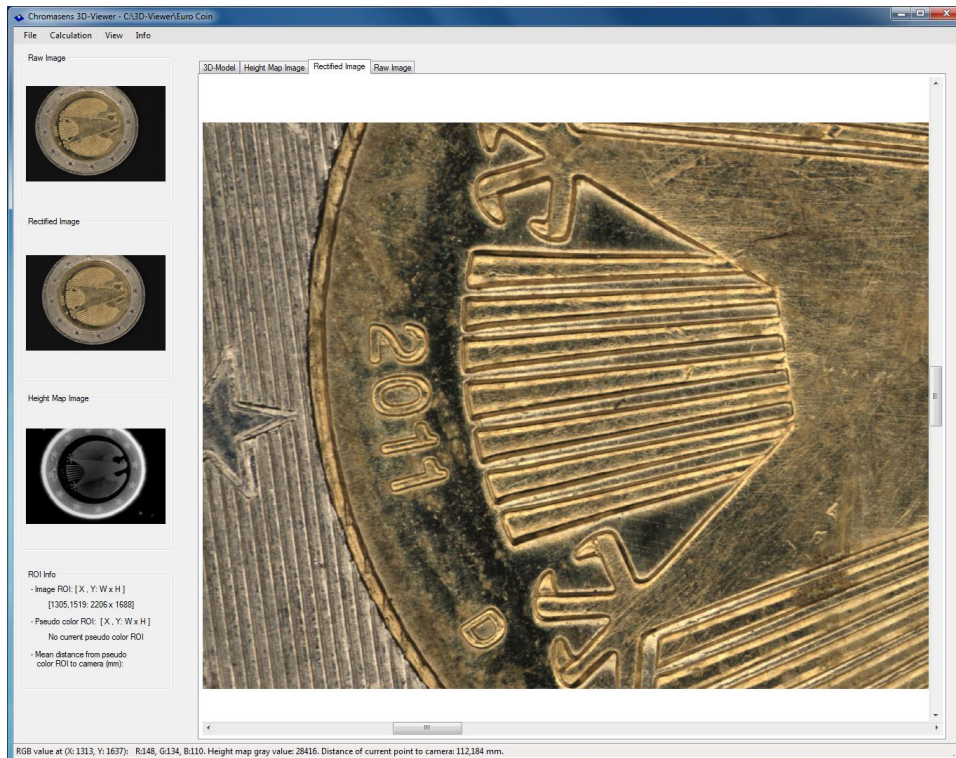 Chromasens 3D-Viewer - C:\3D-Viewer\Euro Coin
File Calculation View Info
Raw Image
3D-Model Height Map Image Rectified Image Raw Image
Rectified Image
2011
D
Height Map Image
ROI Info
- Image ROI: [ X , Y: W x H ]
[1305,1519: 2206 x 1688]
- Pseudo color ROI: [ X , Y: W x H ]
No current pseudo color ROI
- Mean distance from pseudo
color ROI to camera (mm):
RGB value at (X: 1313, Y: 1637): R:148, G:134, B:110. Height map gray value: 28416. Distance of current point to camera: 112,184 mm.